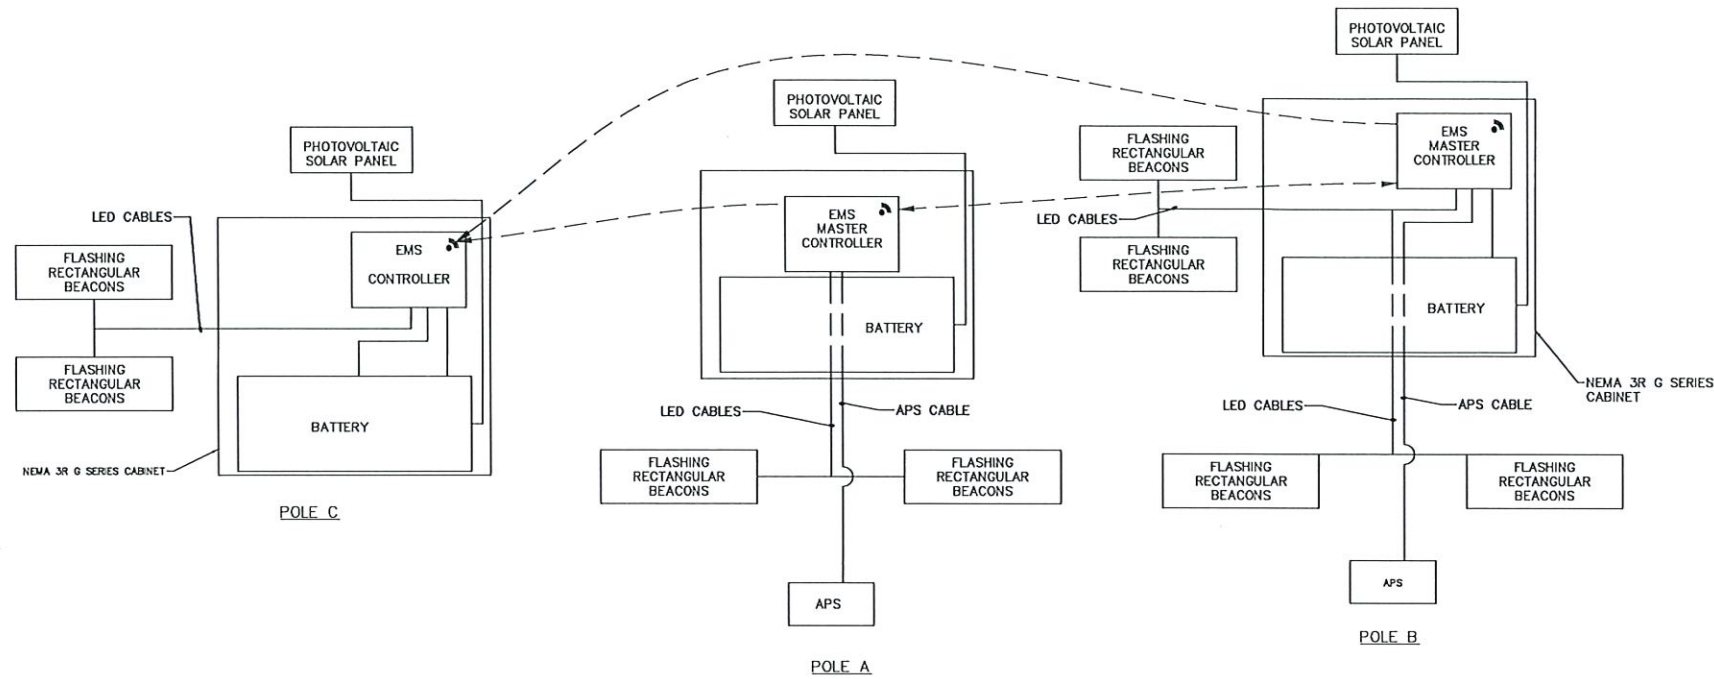 PHOTOVOLTAIC
SOLAR PANEL
LED CABLES
FLASHING
RECTANGULAR
BEACONS
EMS
CONTROLLER
FLASHING
RECTANGULAR
BEACONS
BATTERY
NEMA 3R G SERIES CABINET
POLE C
PHOTOVOLTAIC
SOLAR PANEL
EMS
MASTER
CONTROLLER
BATTERY
LED CABLES
APS CABLE
FLASHING
RECTANGULAR
BEACONS
FLASHING
RECTANGULAR
BEACONS
APS
POLE A
PHOTOVOLTAIC
SOLAR PANEL
FLASHING
RECTANGULAR
BEACONS
EMS
MASTER
CONTROLLER
LED CABLES
FLASHING
RECTANGULAR
BEACONS
BATTERY
NEMA 3R G SERIES
CABINET
LED CABLES
APS CABLE
FLASHING
RECTANGULAR
BEACONS
FLASHING
RECTANGULAR
BEACONS
APS
POLE B